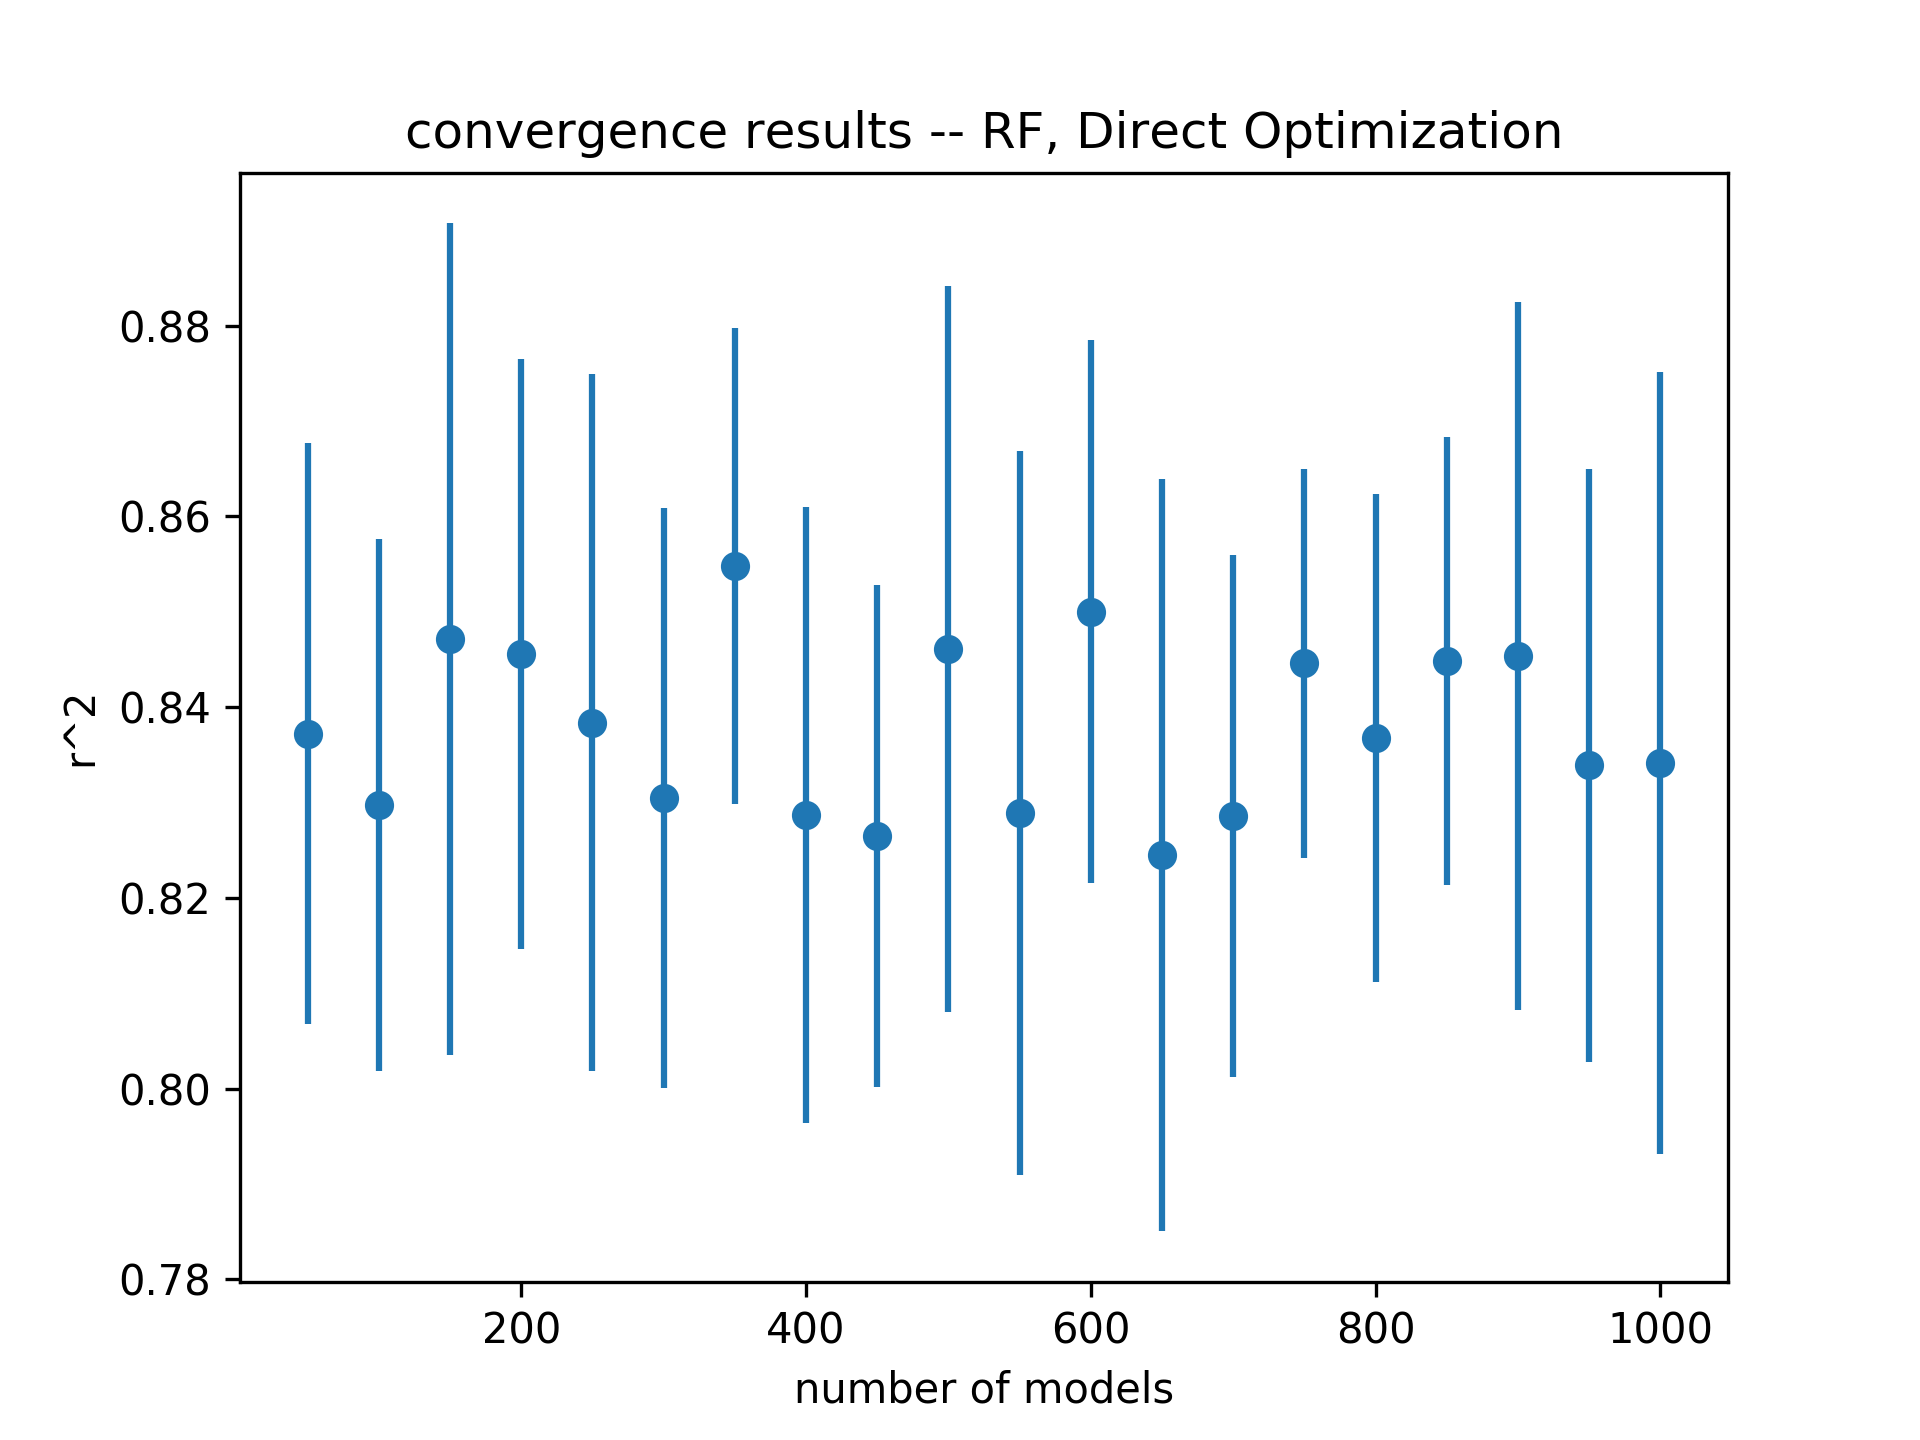 convergence results -- RF, Direct Optimization
r^2
0.88
0.86
0.84
0.82
0.80
0.78
200 400 600 800 1000
number of models